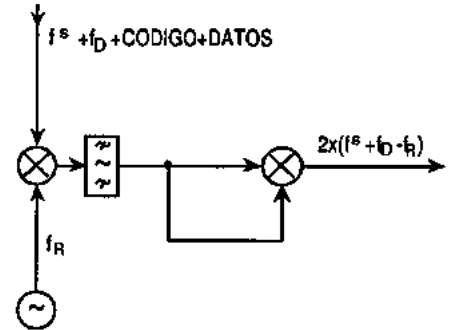 f^s + f_D + CODIGO + DATOS
2x(f^s + f_D - f_R)
f_R